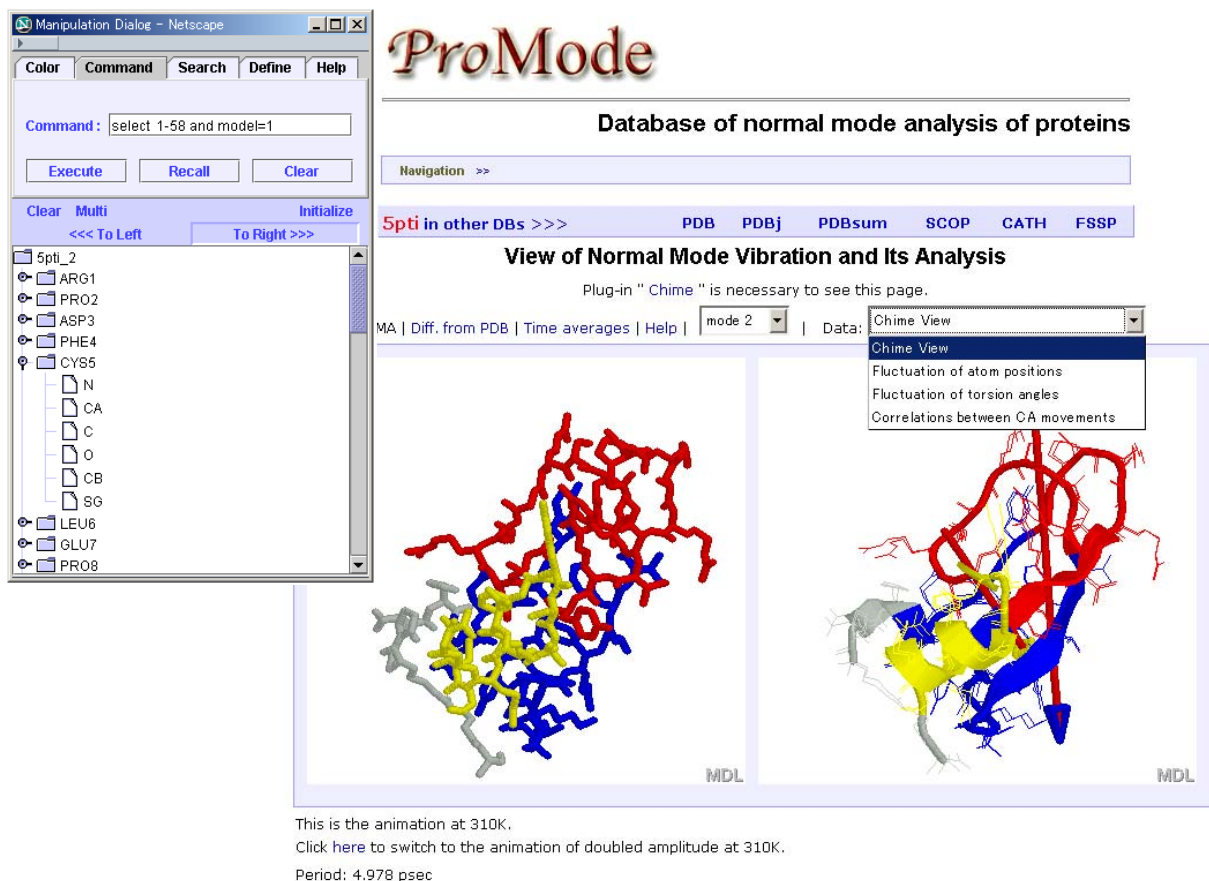 Manipulation Dialog - Netscape
Color Command Search Define Help
Command : select 1-58 and model=1
Execute Recall Clear
Clear Multi Initialize
<<< To Left To Right >>>
5pti_2
ARG1
PRO2
ASP3
PHE4
CYS5
N
CA
C
O
CB
SG
LEU6
GLU7
PRO8
ProMode
Database of normal mode analysis of proteins
Navigation >>
5pti in other DBs >>> PDB PDBj PDBsum SCOP CATH FSSP
View of Normal Mode Vibration and Its Analysis
Plug-in " Chime " is necessary to see this page.
MA | Diff. from PDB | Time averages | Help | mode 2 | Data: Chime View
Chime View
Fluctuation of atom positions
Fluctuation of torsion angles
Correlations between CA movements
MDL MDL
This is the animation at 310K.
Click here to switch to the animation of doubled amplitude at 310K.
Period: 4.978 psec